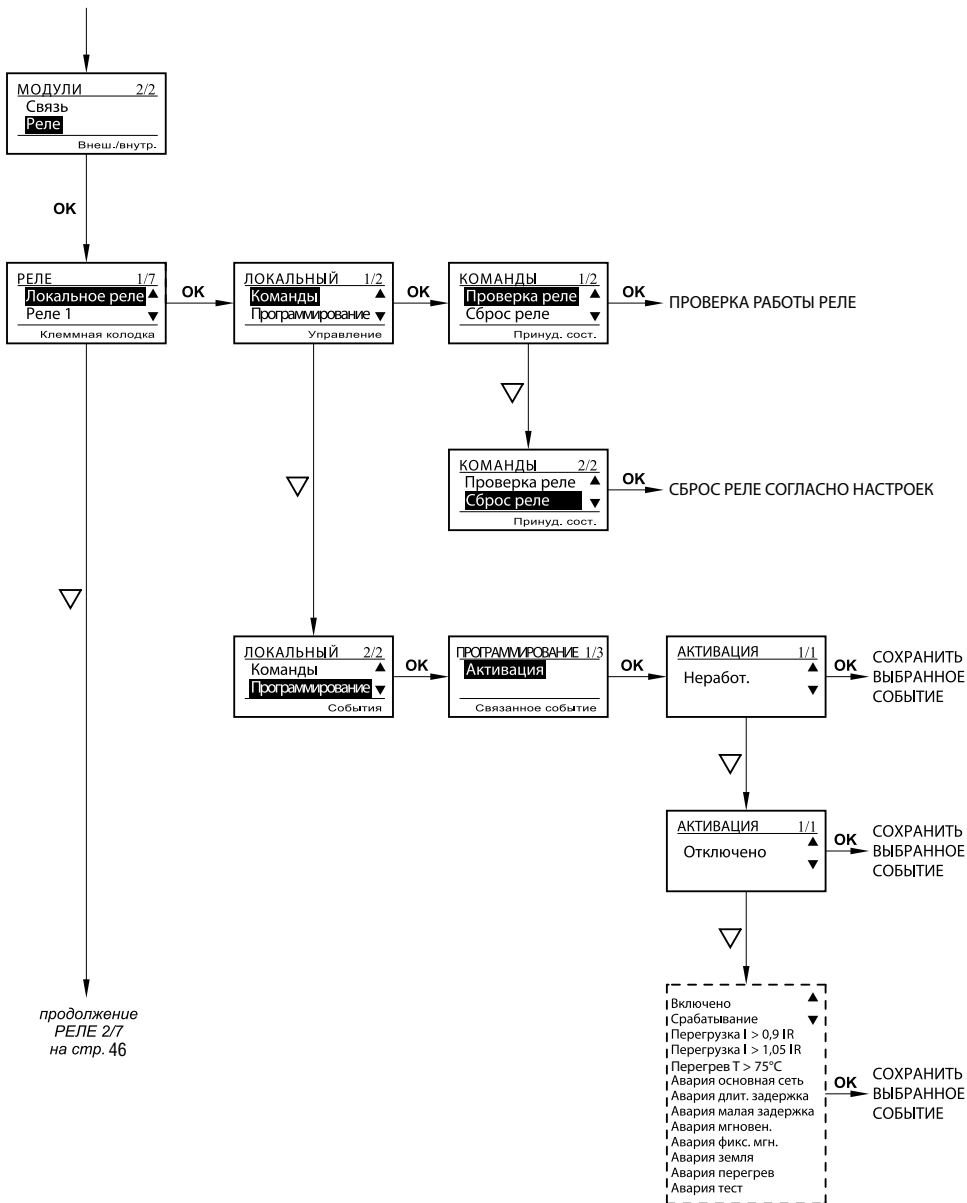 МОДУЛИ 2/2
Связь
Реле
Внеш./внутр.
OK
РЕЛЕ 1/7
Локальное реле
Реле 1
Клеммная колодка
OK
ЛОКАЛЬНЫЙ 1/2
Команды
Программирование
Управление
OK
КОМАНДЫ 1/2
Проверка реле
Сброс реле
Принуд. сост.
OK
ПРОВЕРКА РАБОТЫ РЕЛЕ
КОМАНДЫ 2/2
Проверка реле
Сброс реле
Принуд. сост.
OK
СБРОС РЕЛЕ СОГЛАСНО НАСТРОЕК
ЛОКАЛЬНЫЙ 2/2
Команды
Программирование
События
OK
ПРОГРАММИРОВАНИЕ 1/3
Активация
Связанное событие
OK
АКТИВАЦИЯ 1/1
Неработ.
OK
СОХРАНИТЬ
ВЫБРАННОЕ
СОБЫТИЕ
АКТИВАЦИЯ 1/1
Отключено
OK
СОХРАНИТЬ
ВЫБРАННОЕ
СОБЫТИЕ
продолжение
РЕЛЕ 2/7
на стр. 46
Включено
Срабатывание
Перегрузка I > 0,9 IR
Перегрузка I > 1,05 IR
Перегрев T > 75°C
Авария основная сеть
Авария длит. задержка
Авария малая задержка
Авария мгновен.
Авария фикс. мгн.
Авария земля
Авария перегрев
Авария тест
OK
СОХРАНИТЬ
ВЫБРАННОЕ
СОБЫТИЕ